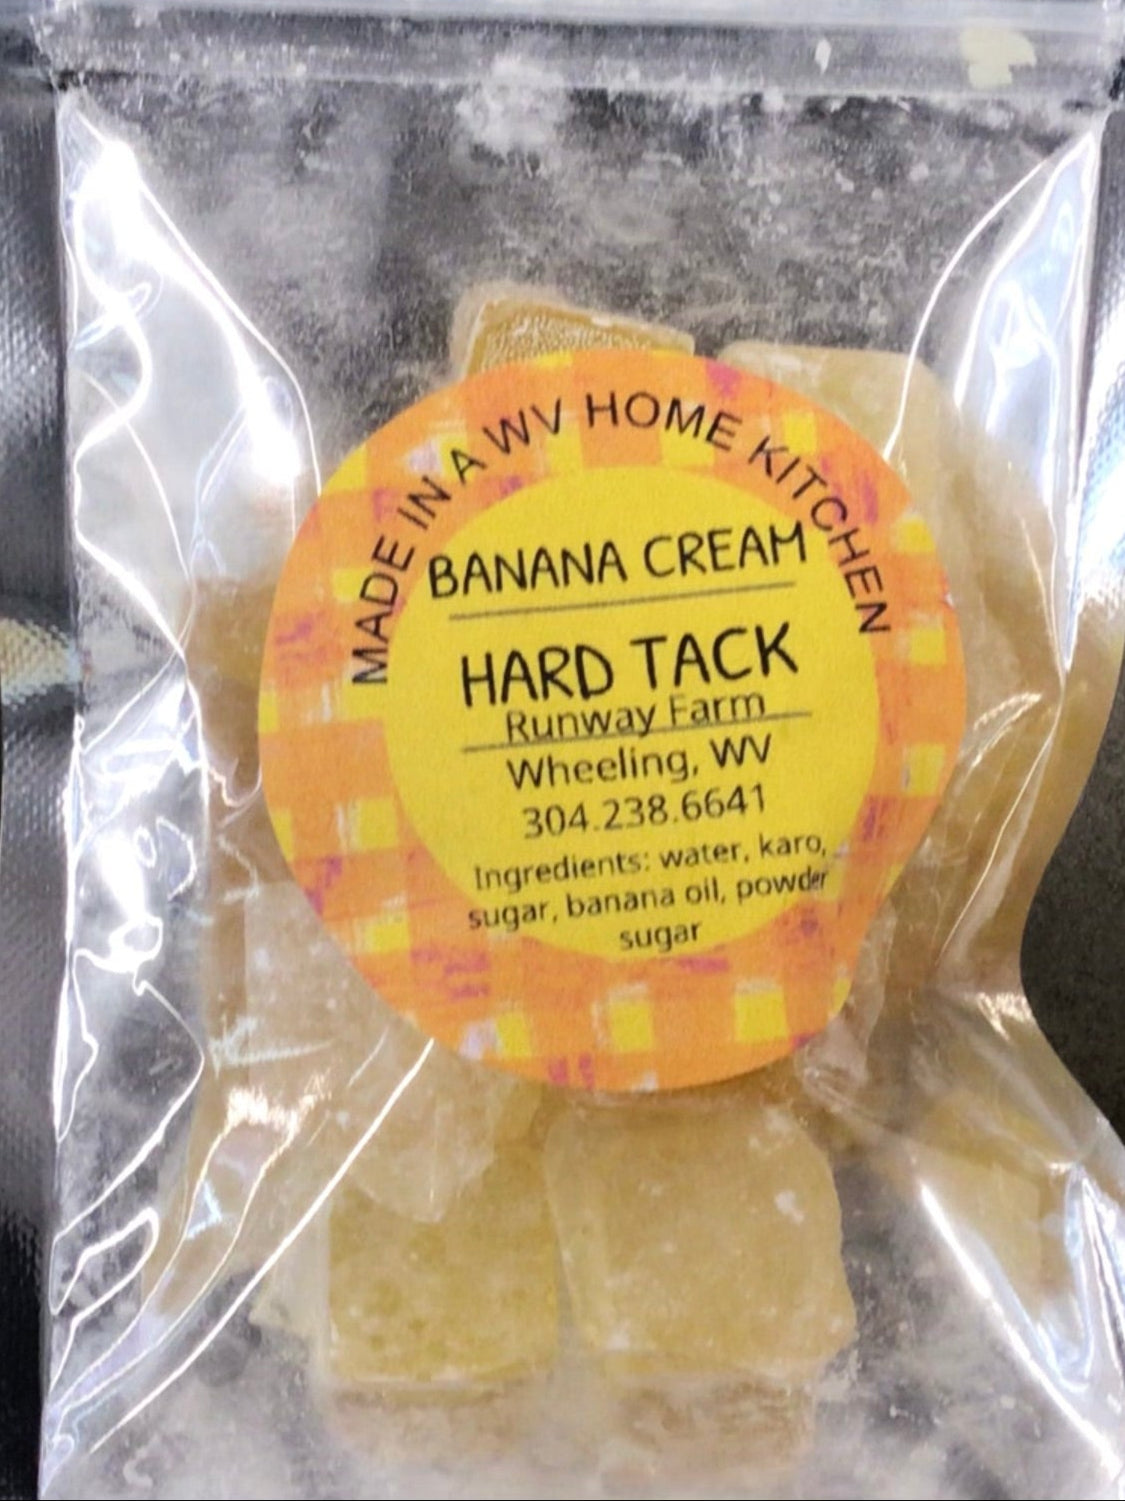 MADE IN A WV HOME KITCHEN
BANANA CREAM
HARD TACK
Runway Farm
Wheeling, WV
304.238.6641
Ingredients: water, karo,
sugar, banana oil, powder
sugar